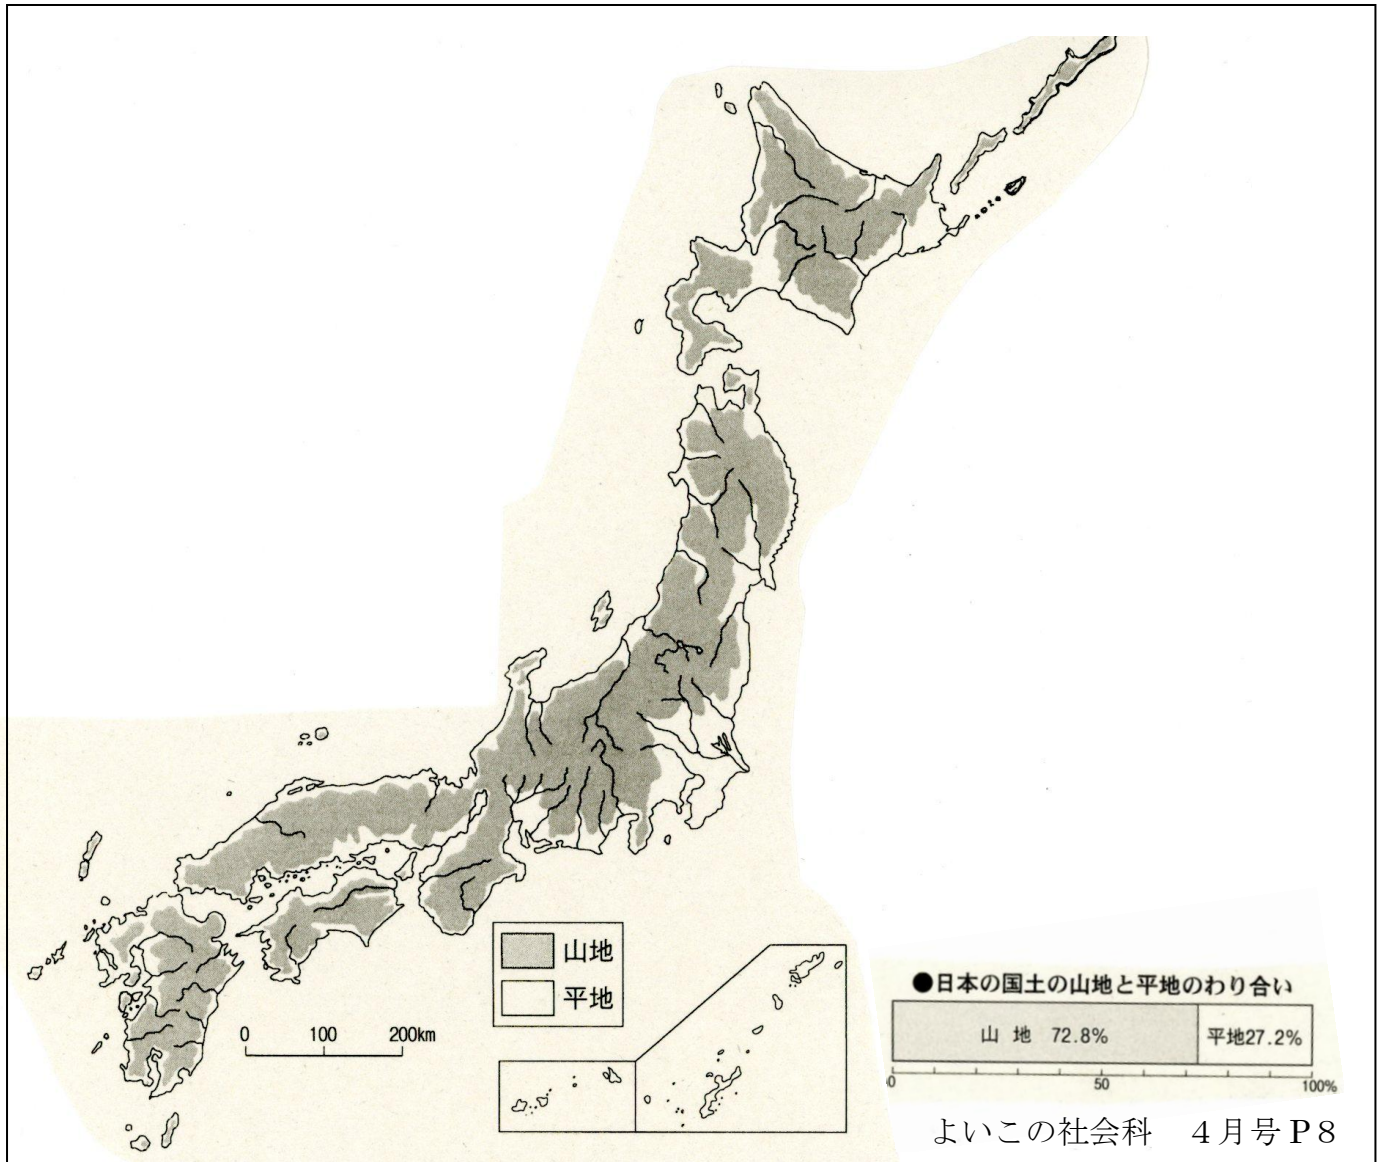 山地
平地
0 100 200km
●日本の国土の山地と平地のわり合い
山地 72.8% 平地27.2%
0 50 100%
よいこの社会科 4月号P8